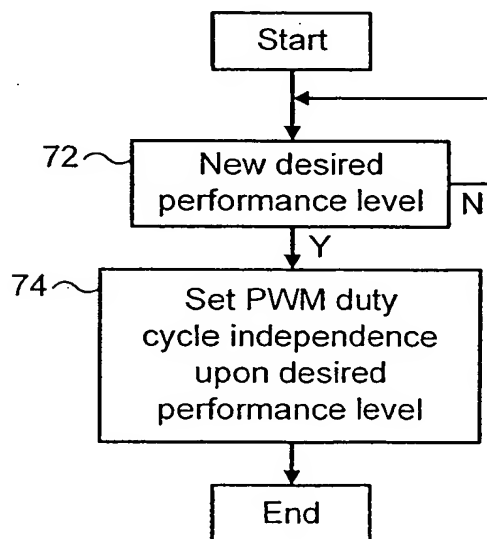 Start
72
New desired
performance level
N
Y
74
Set PWM duty
cycle independence
upon desired
performance level
End